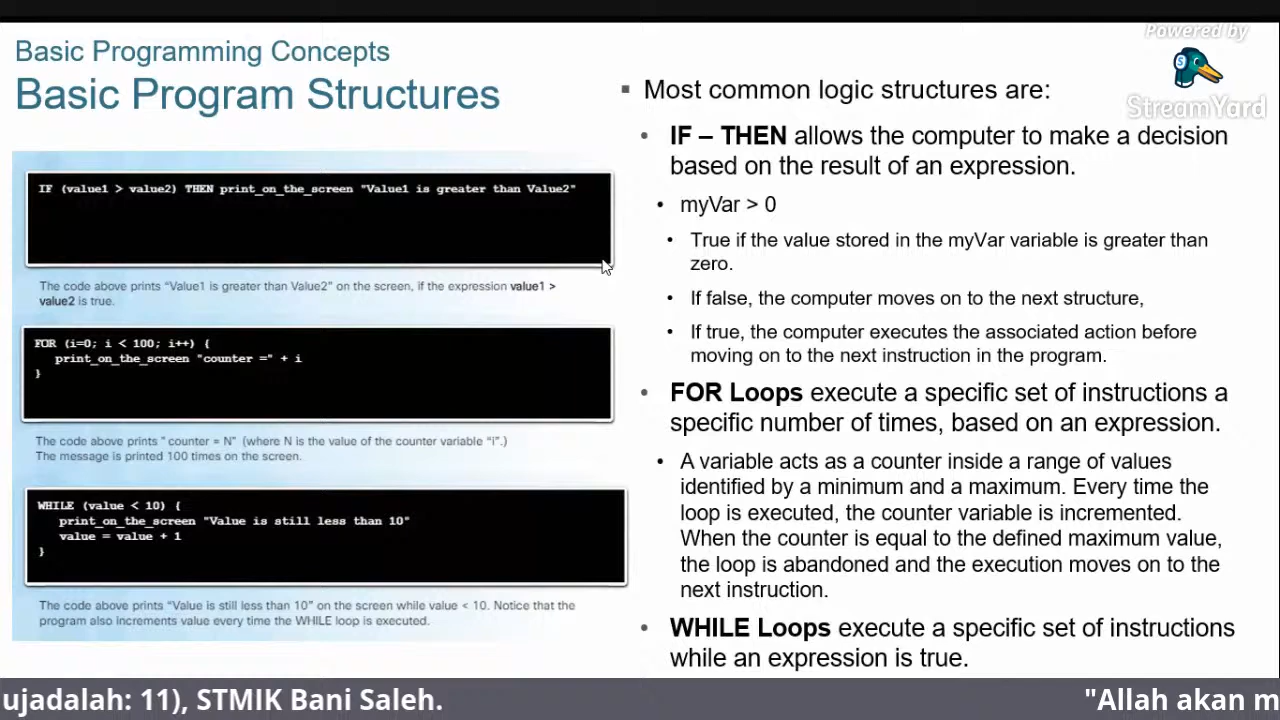 Basic Programming Concepts
Basic Program Structures
IF (value1 > value2) THEN print_on_the_screen "Value1 is greater than Value2"
The code above prints “Value1 is greater than Value2” on the screen, if the expression value1 >
value2 is true.
FOR (i=0; i < 100; i++) {
print_on_the_screen "counter =" + i
}
The code above prints " counter = N" (where N is the value of the counter variable “i”.)
The message is printed 100 times on the screen.
WHILE (value < 10) {
print_on_the_screen "Value is still less than 10"
value = value + 1
}
The code above prints “Value is still less than 10” on the screen while value < 10. Notice that the
program also increments value every time the WHILE loop is executed.
Powered by
StreamYard
▪ Most common logic structures are:
• IF – THEN allows the computer to make a decision
based on the result of an expression.
• myVar > 0
• True if the value stored in the myVar variable is greater than
zero.
• If false, the computer moves on to the next structure,
• If true, the computer executes the associated action before
moving on to the next instruction in the program.
• FOR Loops execute a specific set of instructions a
specific number of times, based on an expression.
• A variable acts as a counter inside a range of values
identified by a minimum and a maximum. Every time the
loop is executed, the counter variable is incremented.
When the counter is equal to the defined maximum value,
the loop is abandoned and the execution moves on to the
next instruction.
• WHILE Loops execute a specific set of instructions
while an expression is true.
ujadalah: 11), STMIK Bani Saleh. "Allah akan m